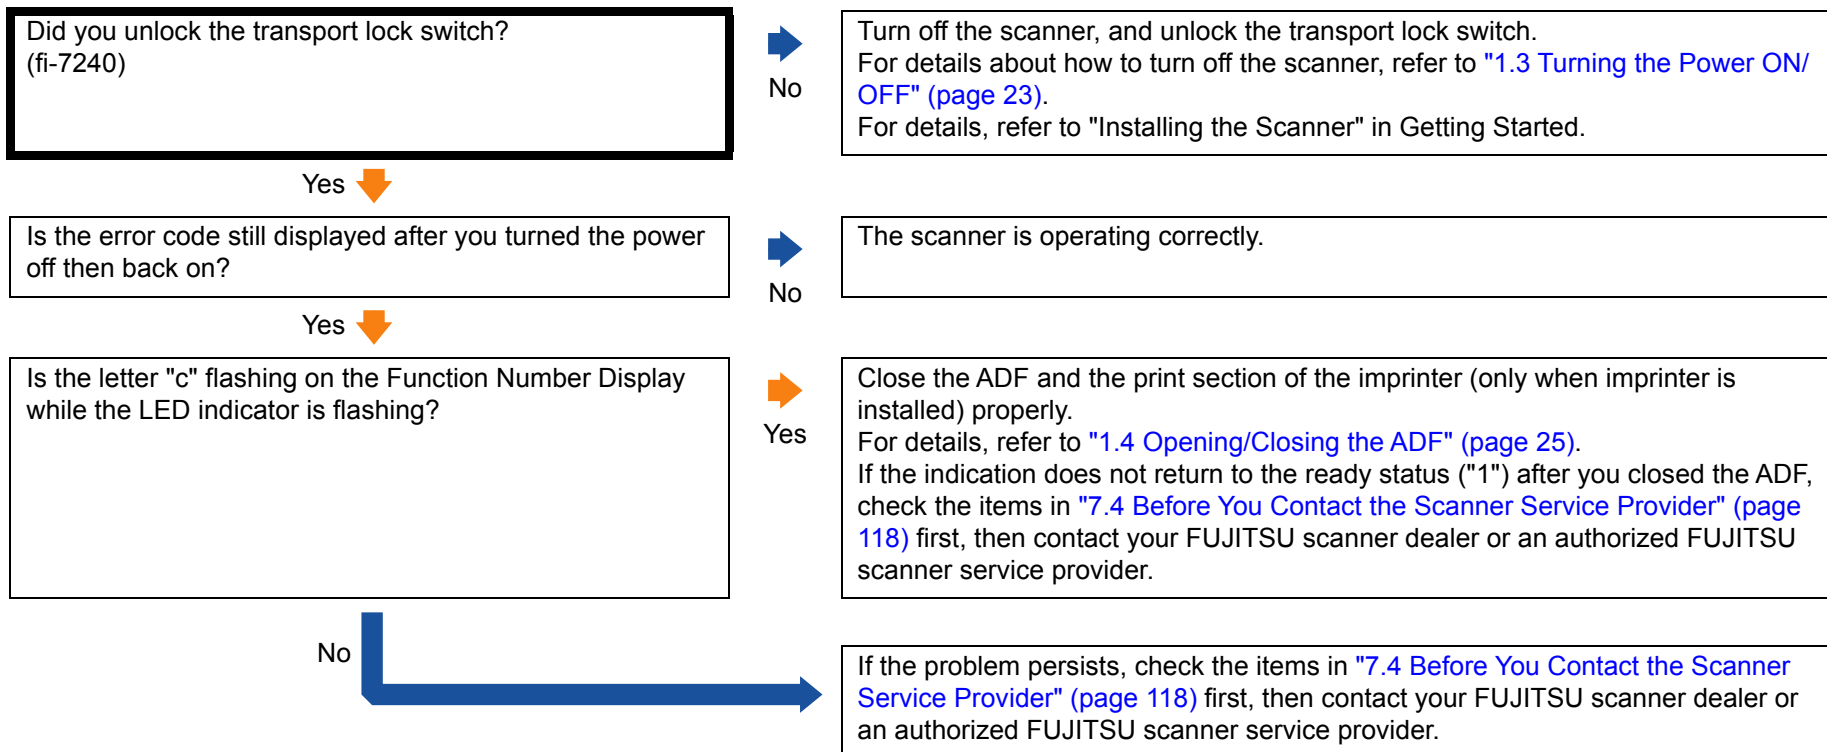 Did you unlock the transport lock switch?
(fi-7240)
No
Turn off the scanner, and unlock the transport lock switch.
For details about how to turn off the scanner, refer to "1.3 Turning the Power ON/
OFF" (page 23).
For details, refer to "Installing the Scanner" in Getting Started.
Yes
Is the error code still displayed after you turned the power
off then back on?
No
The scanner is operating correctly.
Yes
Is the letter "c" flashing on the Function Number Display
while the LED indicator is flashing?
Yes
Close the ADF and the print section of the imprinter (only when imprinter is
installed) properly.
For details, refer to "1.4 Opening/Closing the ADF" (page 25).
If the indication does not return to the ready status ("1") after you closed the ADF,
check the items in "7.4 Before You Contact the Scanner Service Provider" (page
118) first, then contact your FUJITSU scanner dealer or an authorized FUJITSU
scanner service provider.
No
If the problem persists, check the items in "7.4 Before You Contact the Scanner
Service Provider" (page 118) first, then contact your FUJITSU scanner dealer or
an authorized FUJITSU scanner service provider.